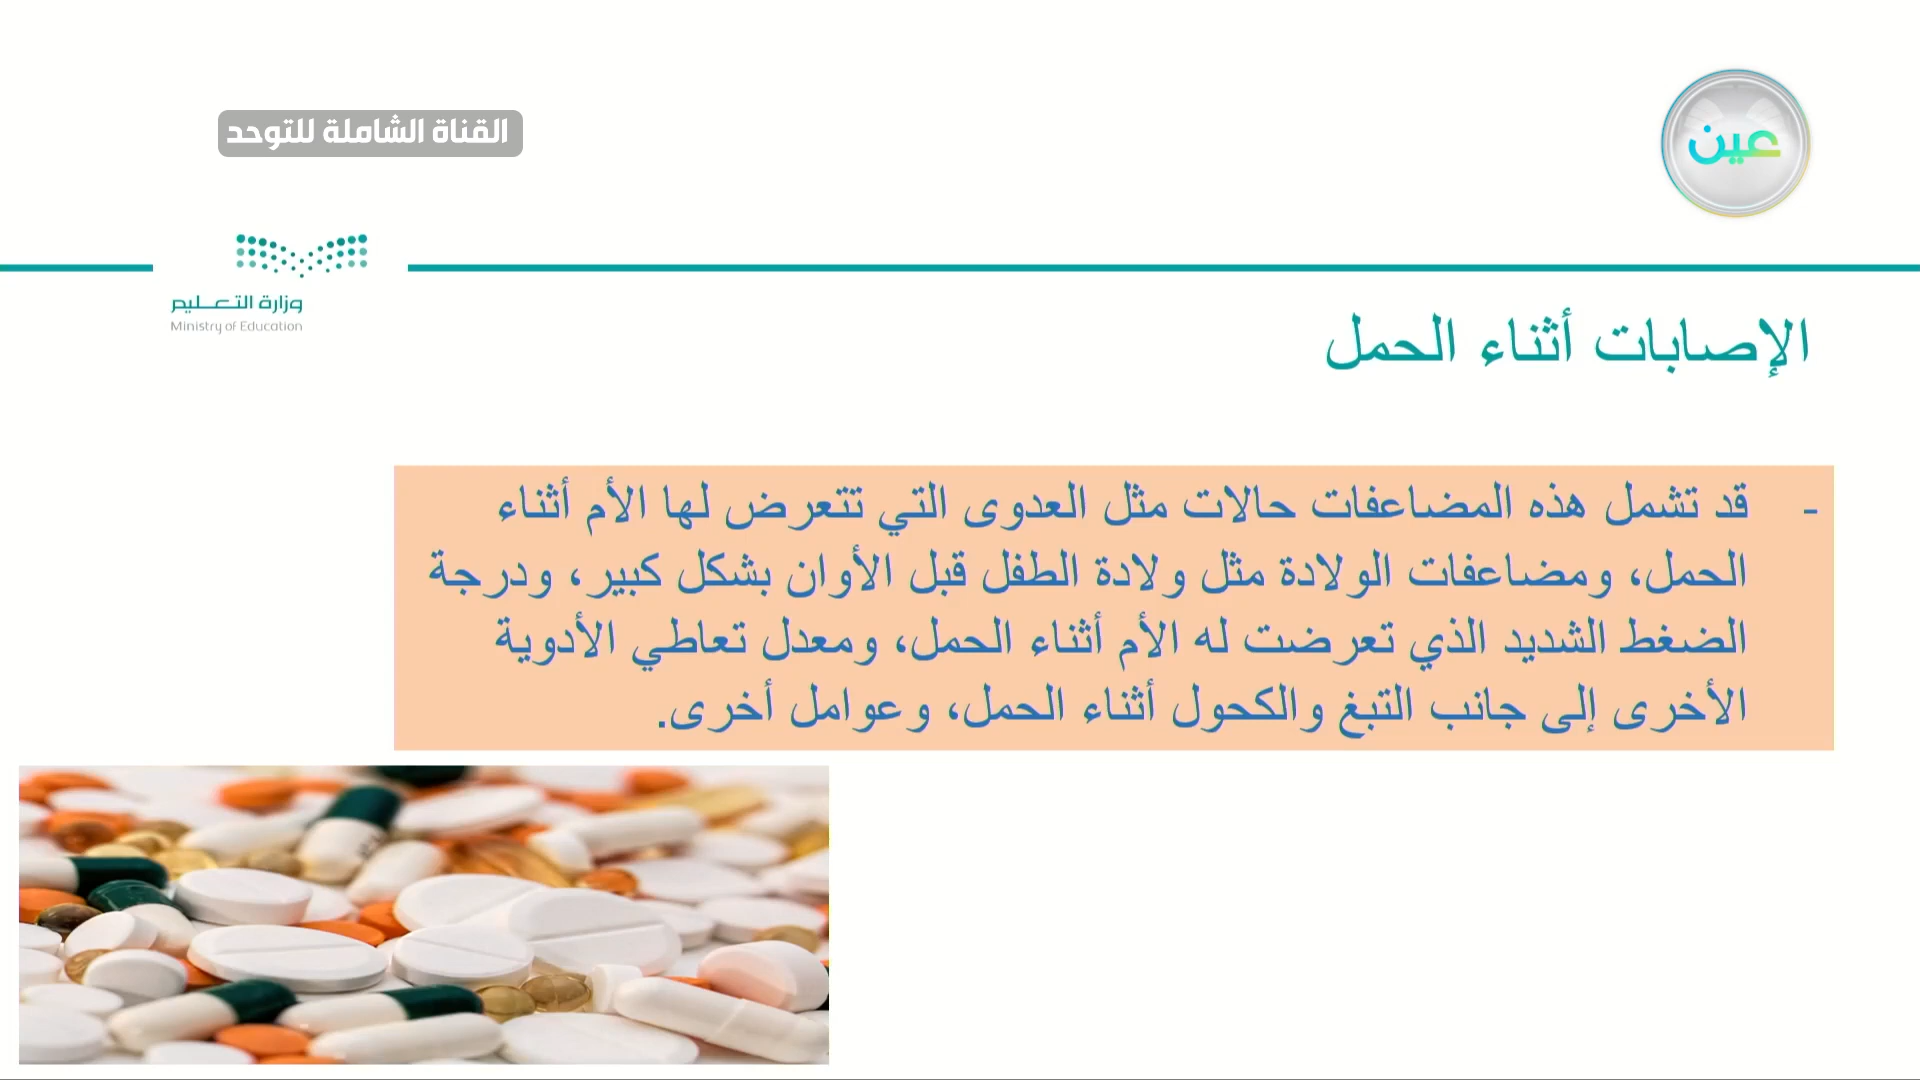 القناة الشاملة للتوحد
عين
وزارة التعليم
Ministry of Education
الإصابات أثناء الحمل
- قد تشمل هذه المضاعفات حالات مثل العدوى التي تتعرض لها الأم أثناء
الحمل، ومضاعفات الولادة مثل ولادة الطفل قبل الأوان بشكل كبير، ودرجة
الضغط الشديد الذي تعرضت له الأم أثناء الحمل، ومعدل تعاطي الأدوية
الأخرى إلى جانب التبغ والكحول أثناء الحمل، وعوامل أخرى.